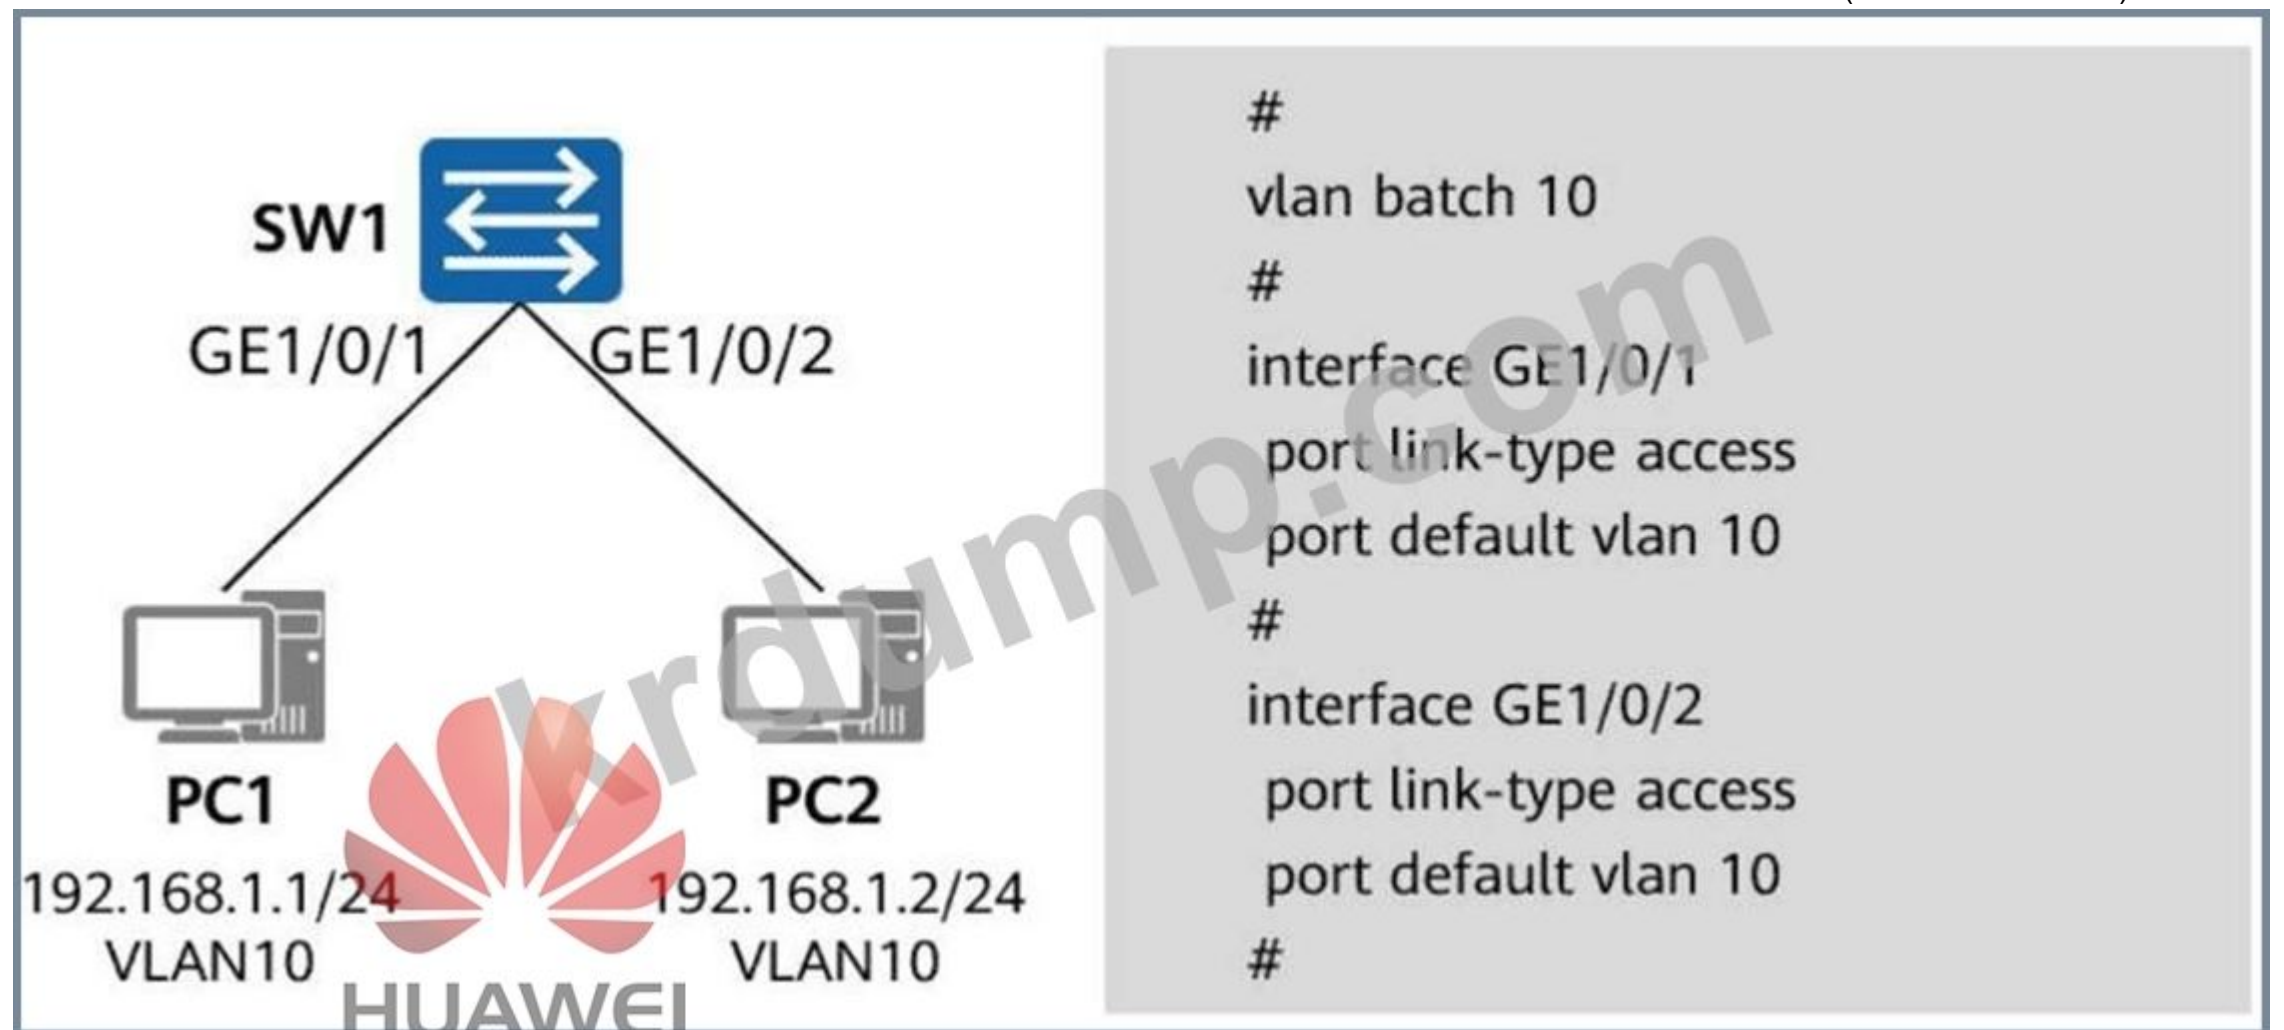 SW1
GE1/0/1 GE1/0/2
PC1 PC2
192.168.1.1/24 192.168.1.2/24
VLAN10 VLAN10
HUAWEI
krdump.com
#
vlan batch 10
#
interface GE1/0/1
port link-type access
port default vlan 10
#
interface GE1/0/2
port link-type access
port default vlan 10
#